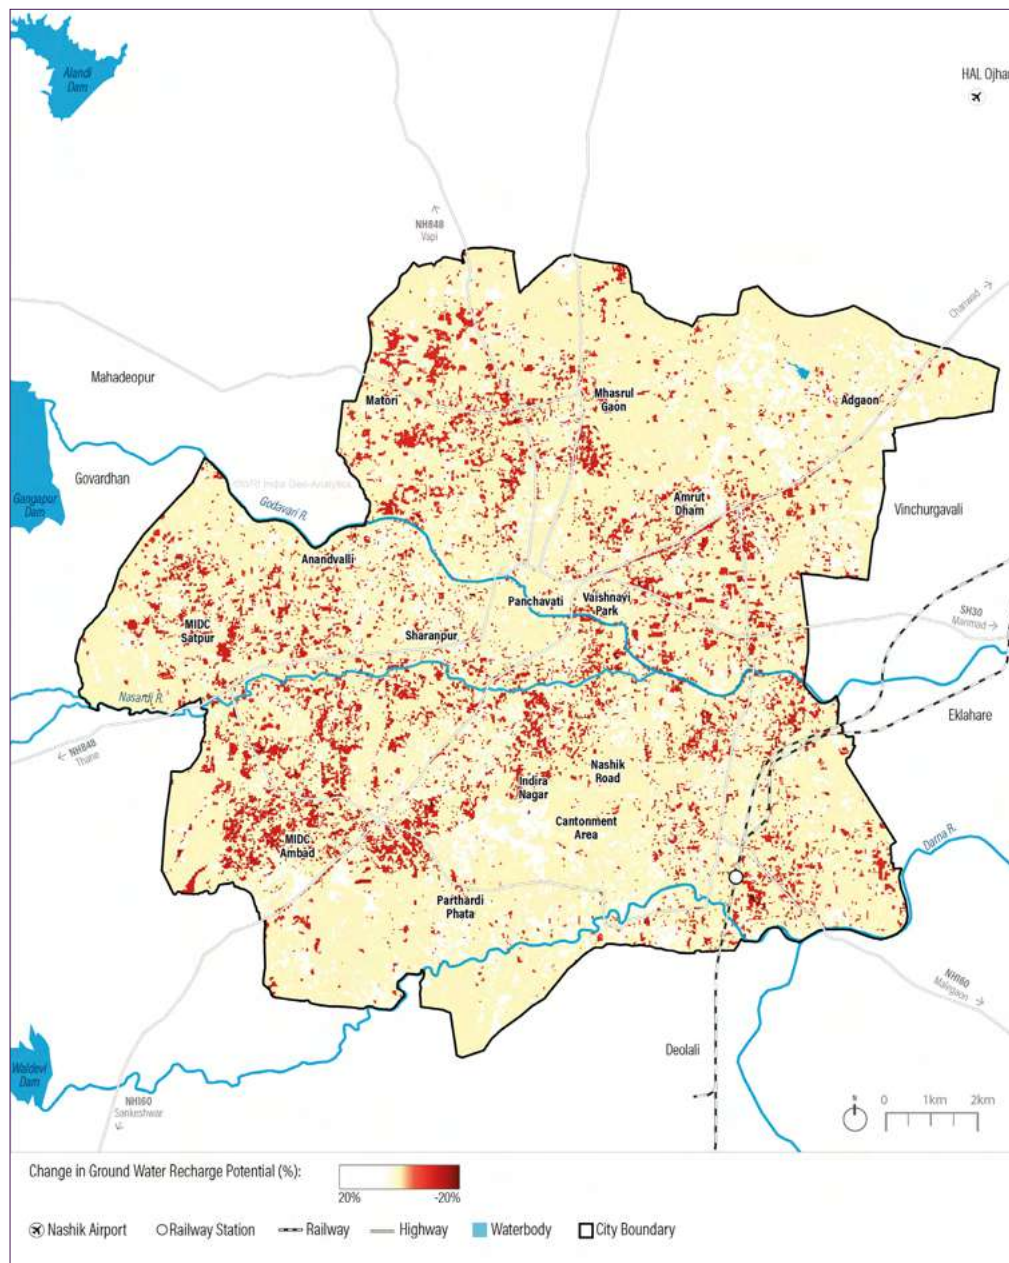 Alandi
Dam
HAL Ojhar
NH848
Vapi
Chanwad
Mahadeopur
Matori
Mhasrul
Gaon
Adgaon
Govardhan
Gangapur
Dam
Godavari R.
Amrut
Dham
Vinchurgavali
Anandvalli
Panchavati
Vaishnavi
Park
MIDC
Satpur
Sharanpur
SH30
Manmad
Nasardi R.
NH848
Thane
Eklahare
Nashik
Road
Indira
Nagar
Cantonment
Area
MIDC
Ambad
Darna R.
Parthardi
Phata
NH160
Deolali
Waldevi
Dam
NH160
Sankeshwar
N
0 1km 2km
Change in Ground Water Recharge Potential (%):
20% -20%
Nashik Airport Railway Station Railway Highway Waterbody City Boundary